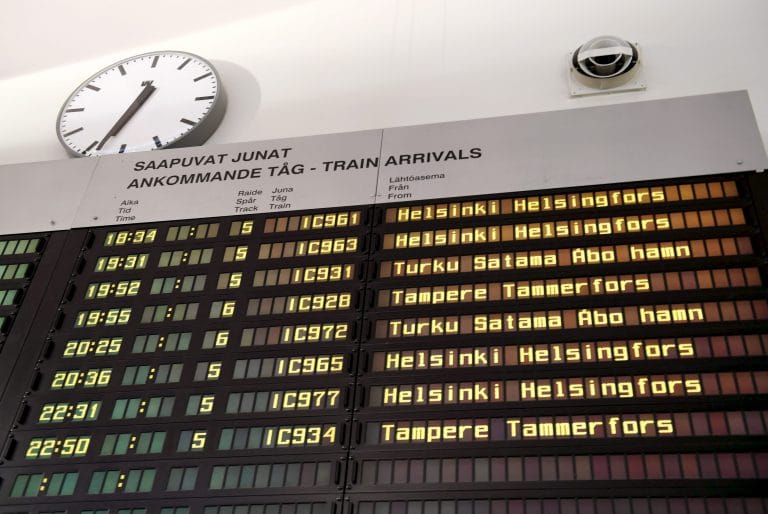 SAAPUVAT JUNAT
ANKOMMANDE TÅG - TRAIN ARRIVALS
Aika Raide Juna Lähtöasema
Tid Spår Tåg Från
Time Track Train From
18:34 : 5 IC961 Helsinki Helsingfors
19:31 : 5 IC963 Helsinki Helsingfors
19:52 : 5 IC931 Turku Satama Åbo hamn
19:55 : 6 IC928 Tampere Tammerfors
20:25 : 6 IC972 Turku Satama Åbo hamn
20:36 : 5 IC965 Helsinki Helsingfors
22:31 : 5 IC977 Helsinki Helsingfors
22:50 : 5 IC934 Tampere Tammerfors
: :